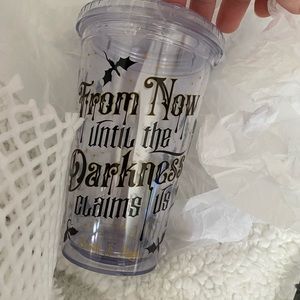 From Now
until the
Darkness
claims us